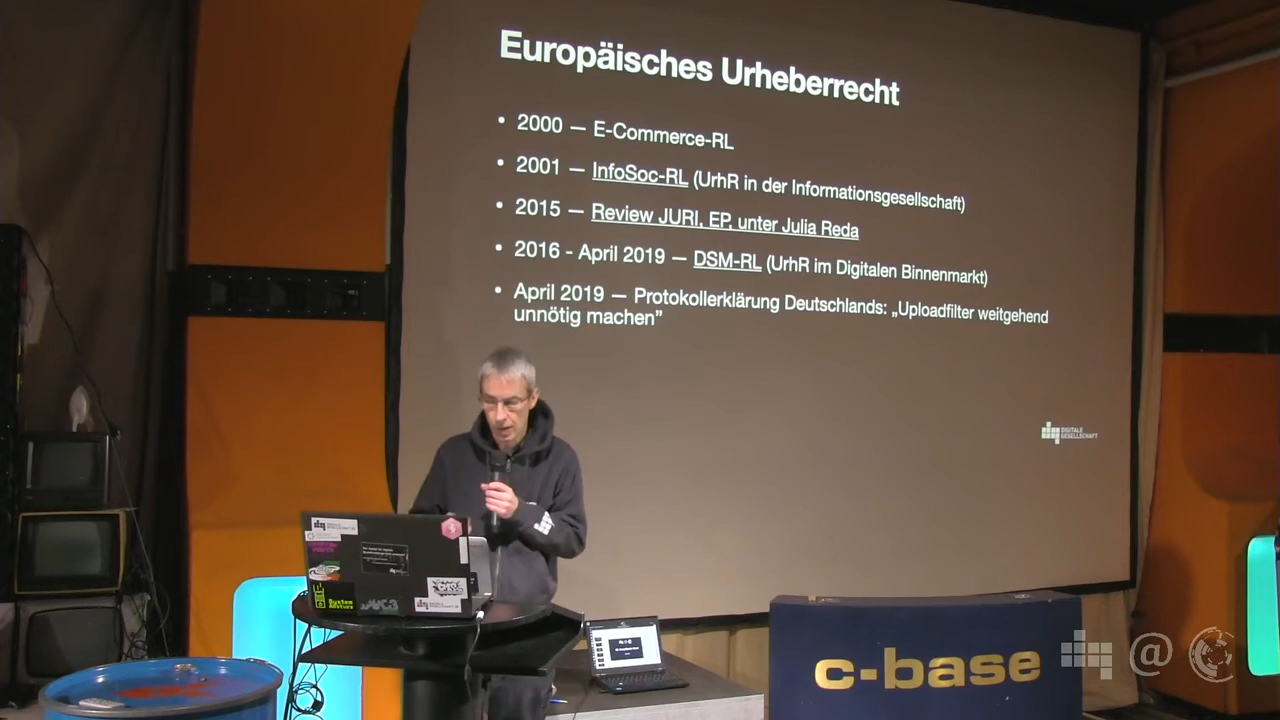 Europäisches Urheberrecht
• 2000 — E-Commerce-RL
• 2001 — InfoSoc-RL (UrhR in der Informationsgesellschaft)
• 2015 — Review JURI, EP, unter Julia Reda
• 2016 - April 2019 — DSM-RL (UrhR im Digitalen Binnenmarkt)
• April 2019 — Protokollerklärung Deutschlands: „Uploadfilter weitgehend
unnötig machen”
DIGITALE
GESELLSCHAFT
c-base
@